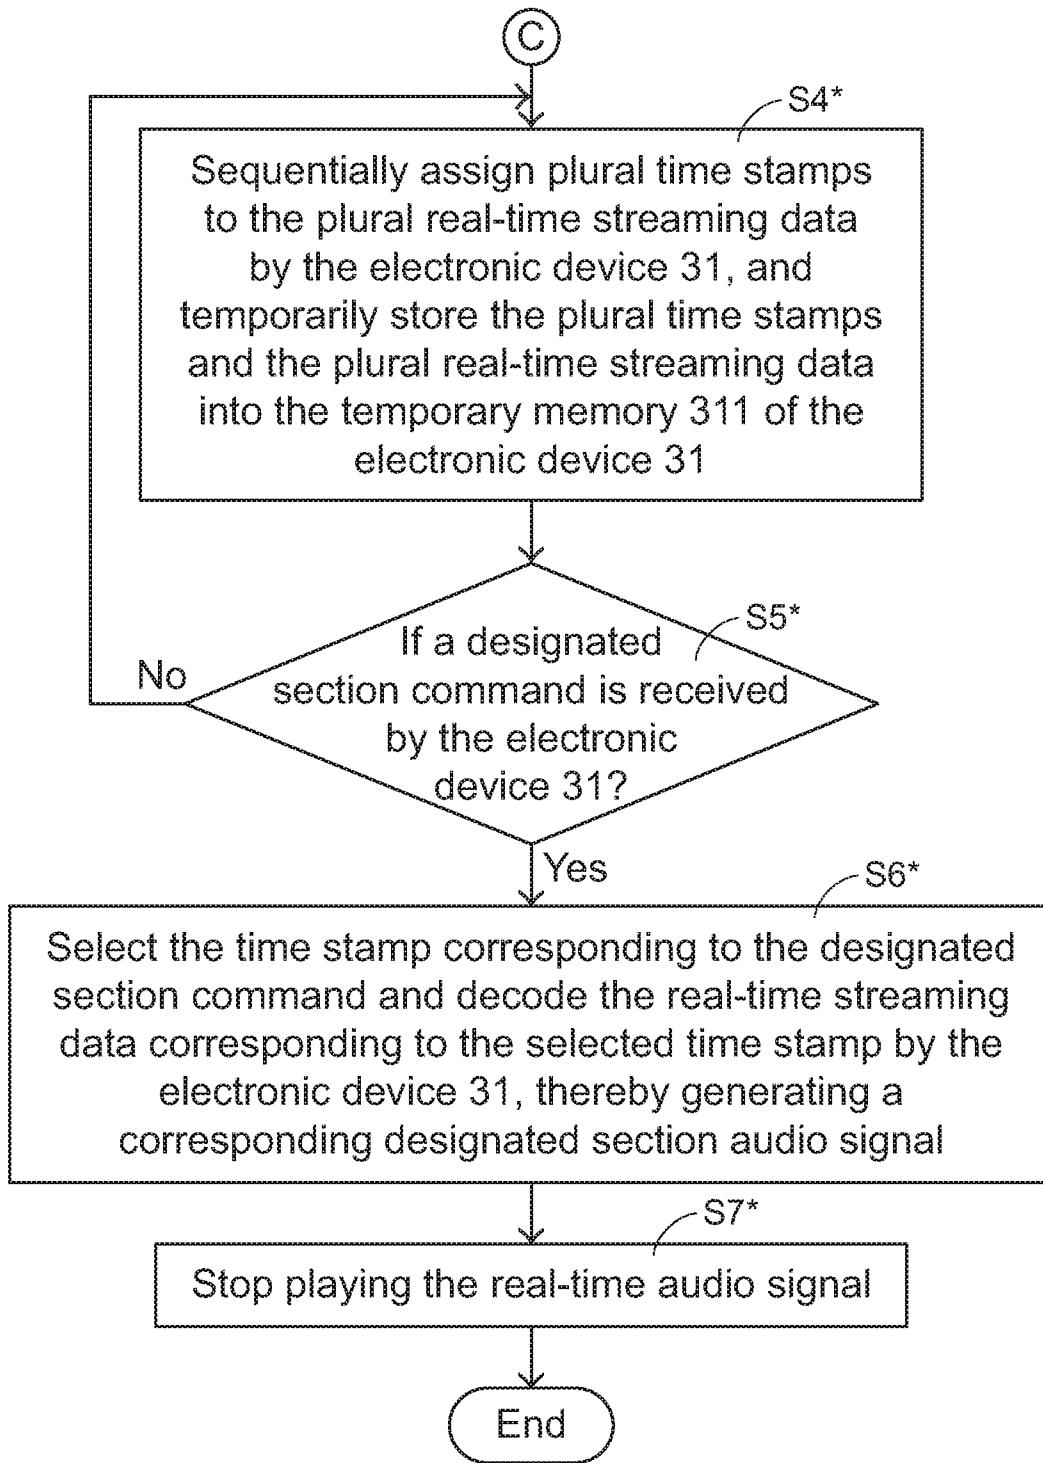 C
S4*
Sequentially assign plural time stamps
to the plural real-time streaming data
by the electronic device 31, and
temporarily store the plural time stamps
and the plural real-time streaming data
into the temporary memory 311 of the
electronic device 31
S5*
If a designated
section command is received
by the electronic
device 31?
No
Yes
S6*
Select the time stamp corresponding to the designated
section command and decode the real-time streaming
data corresponding to the selected time stamp by the
electronic device 31, thereby generating a
corresponding designated section audio signal
S7*
Stop playing the real-time audio signal
End